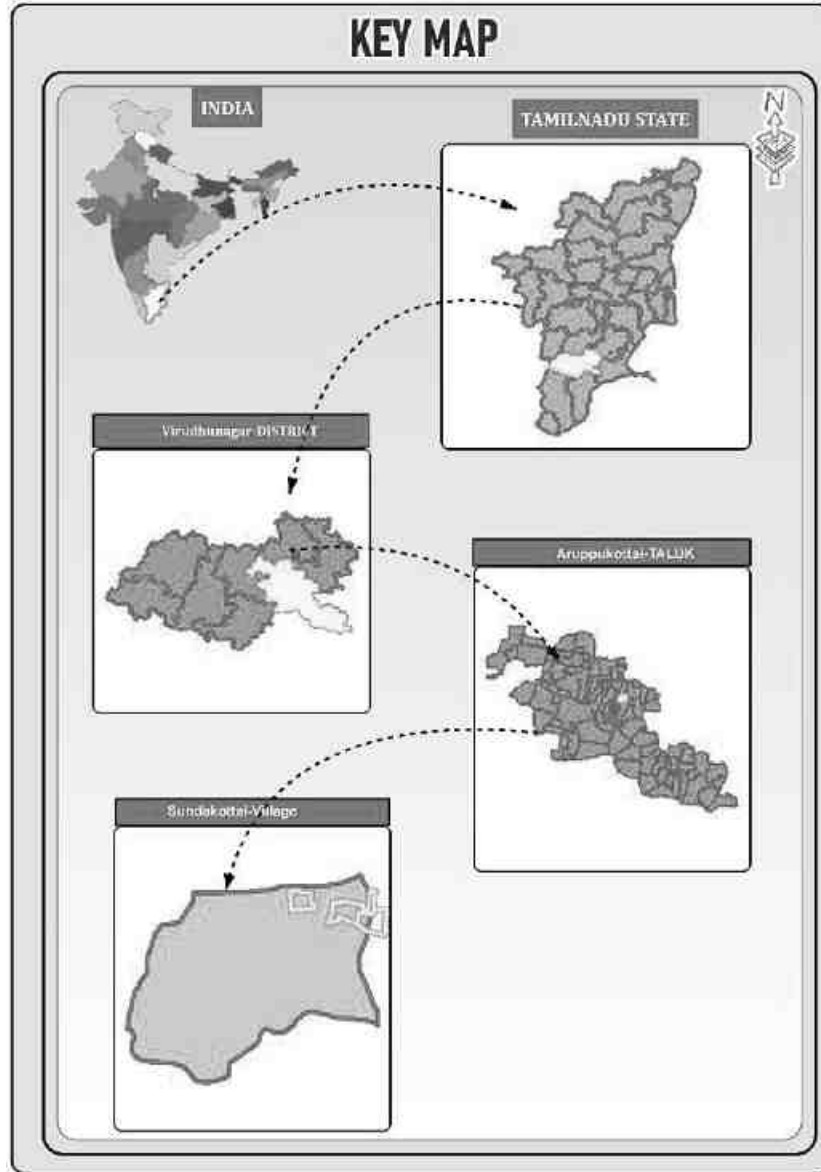 KEY MAP
INDIA
TAMILNADU STATE
N
Virudhunagar-DISTRICT
Aruppukottai-TALUK
Sundakottai-Village